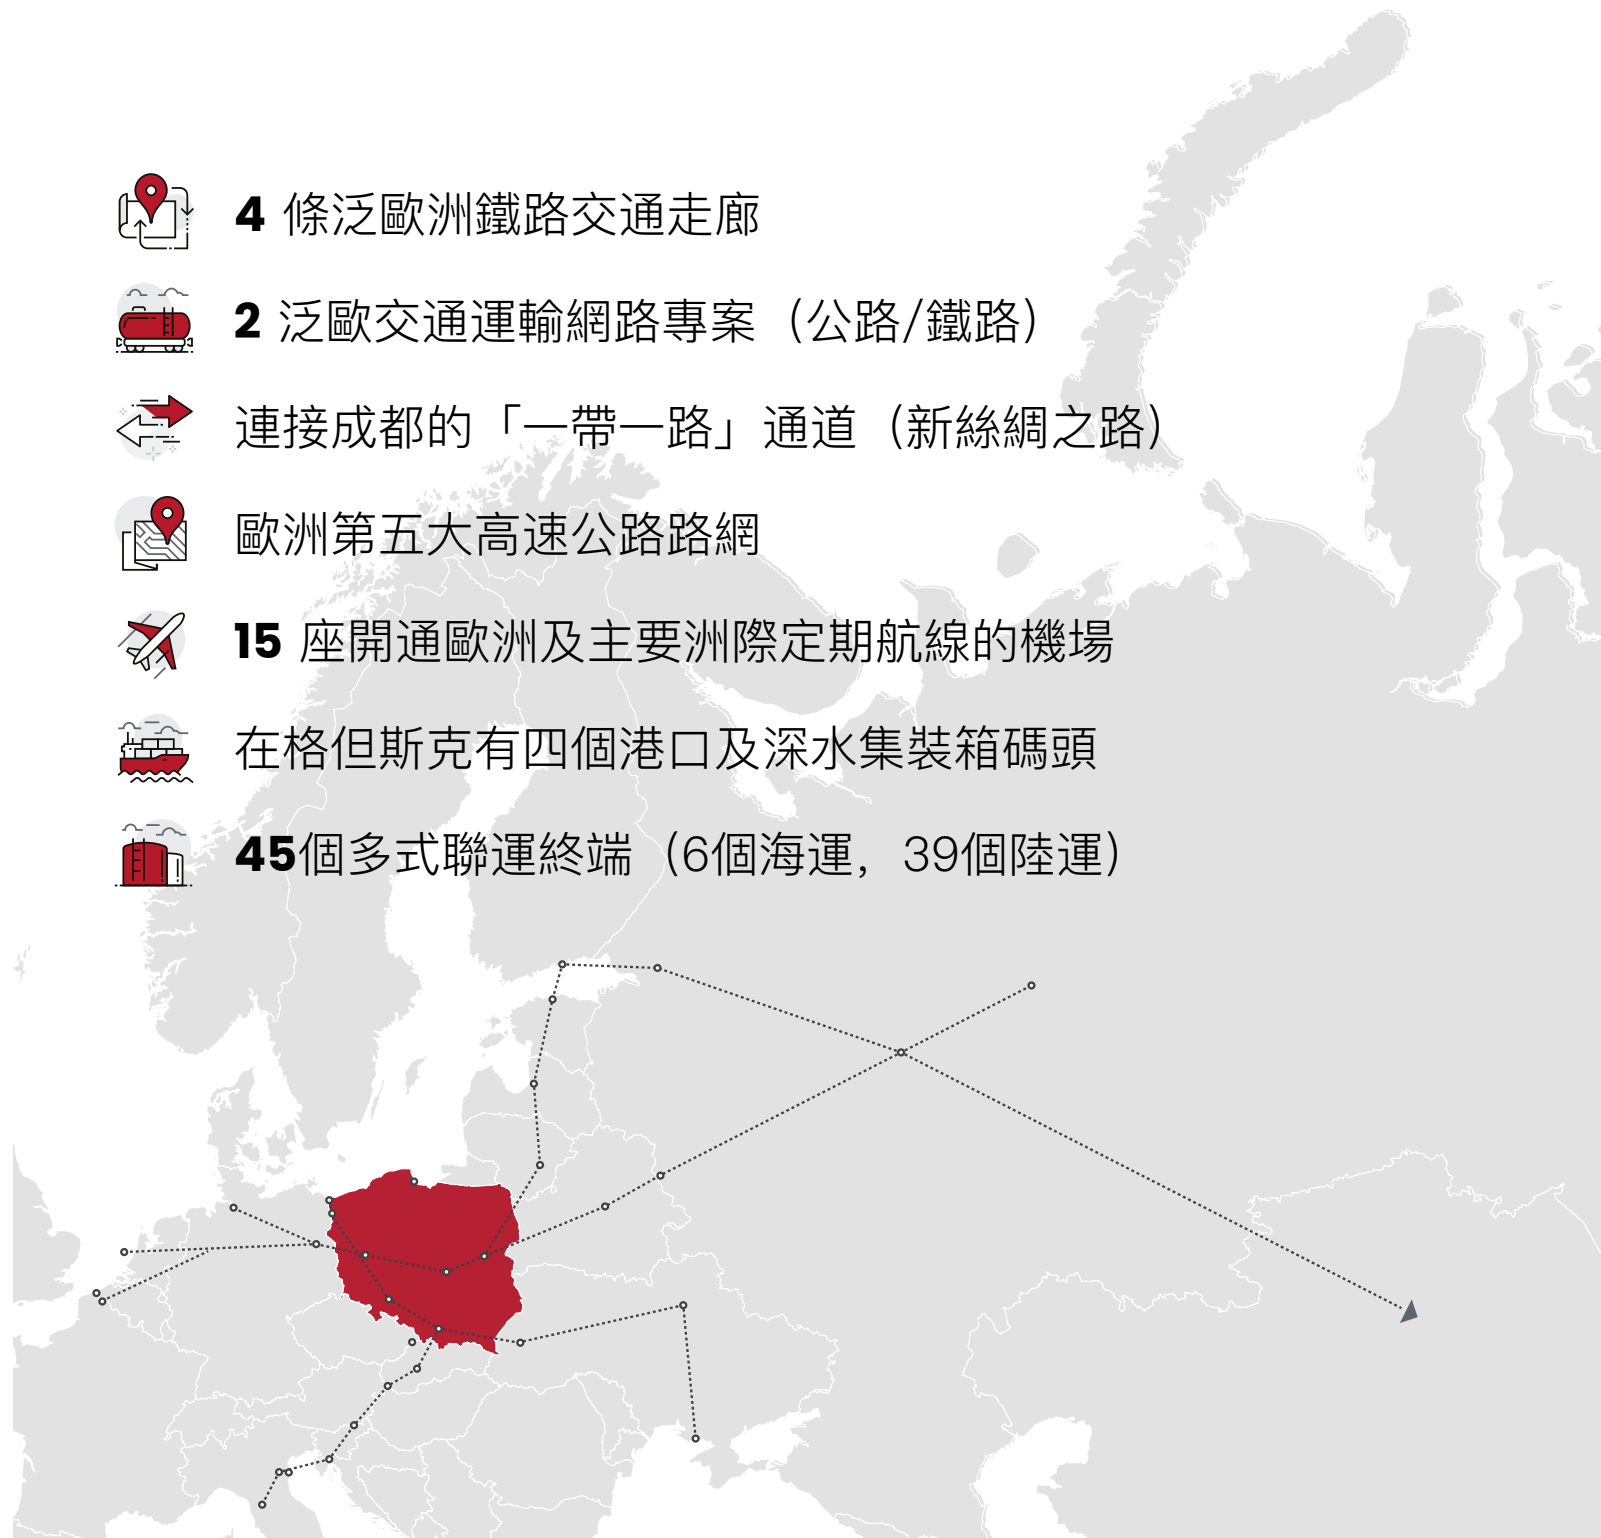 4 條泛歐洲鐵路交通走廊
2 泛歐交通運輸網路專案（公路/鐵路）
連接成都的「一帶一路」通道（新絲綢之路）
歐洲第五大高速公路路網
15 座開通歐洲及主要洲際定期航線的機場
在格但斯克有四個港口及深水集裝箱碼頭
45個多式聯運終端（6個海運，39個陸運）